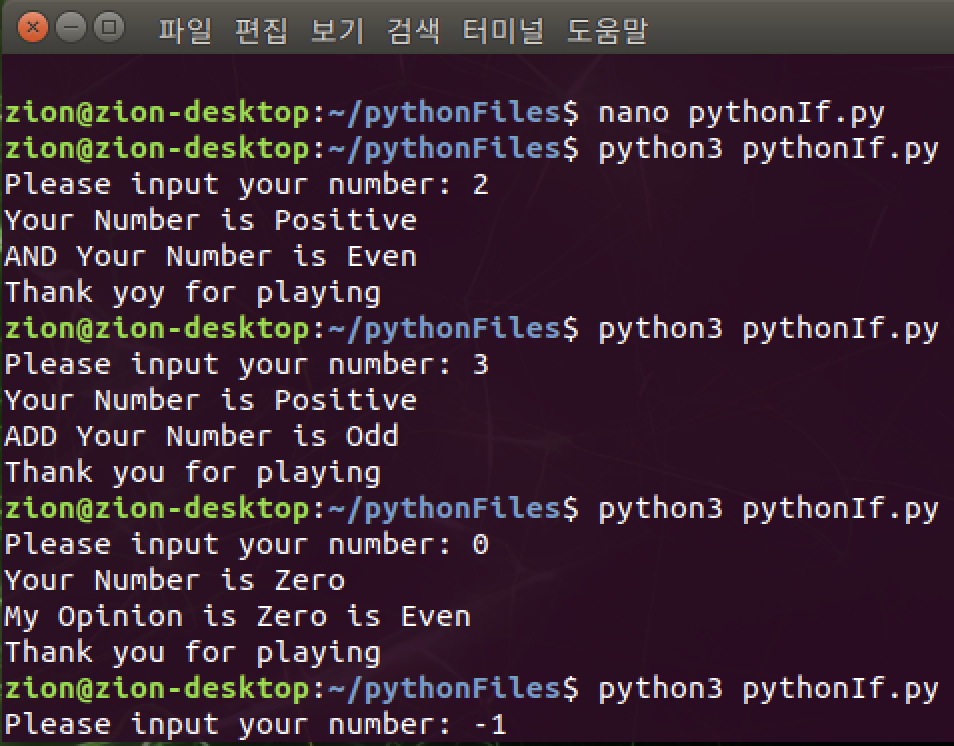 파일 편집 보기 검색 터미널 도움말
zion@zion-desktop:~/pythonFiles$ nano pythonIf.py
zion@zion-desktop:~/pythonFiles$ python3 pythonIf.py
Please input your number: 2
Your Number is Positive
AND Your Number is Even
Thank yoy for playing
zion@zion-desktop:~/pythonFiles$ python3 pythonIf.py
Please input your number: 3
Your Number is Positive
ADD Your Number is Odd
Thank you for playing
zion@zion-desktop:~/pythonFiles$ python3 pythonIf.py
Please input your number: 0
Your Number is Zero
My Opinion is Zero is Even
Thank you for playing
zion@zion-desktop:~/pythonFiles$ python3 pythonIf.py
Please input your number: -1